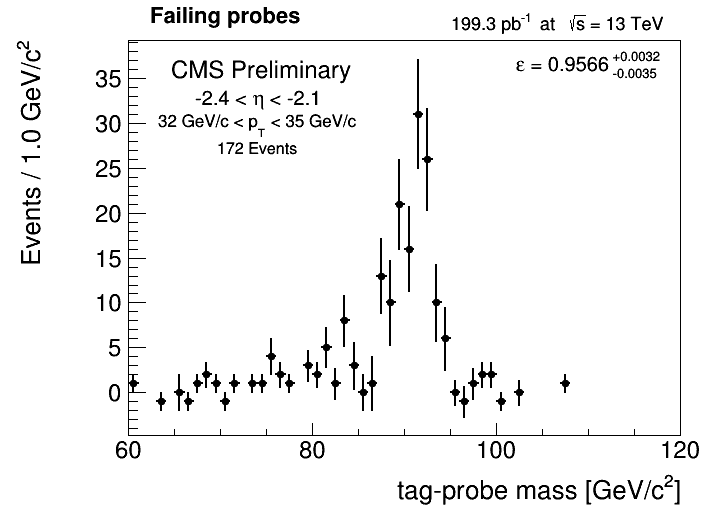 Failing probes
199.3 pb⁻¹ at √s = 13 TeV
CMS Preliminary
-2.4 < η < -2.1
32 GeV/c < p_T < 35 GeV/c
172 Events
ε = 0.9566 +0.0032 -0.0035
Events / 1.0 GeV/c²
35
30
25
20
15
10
5
0
60 80 100 120
tag-probe mass [GeV/c²]